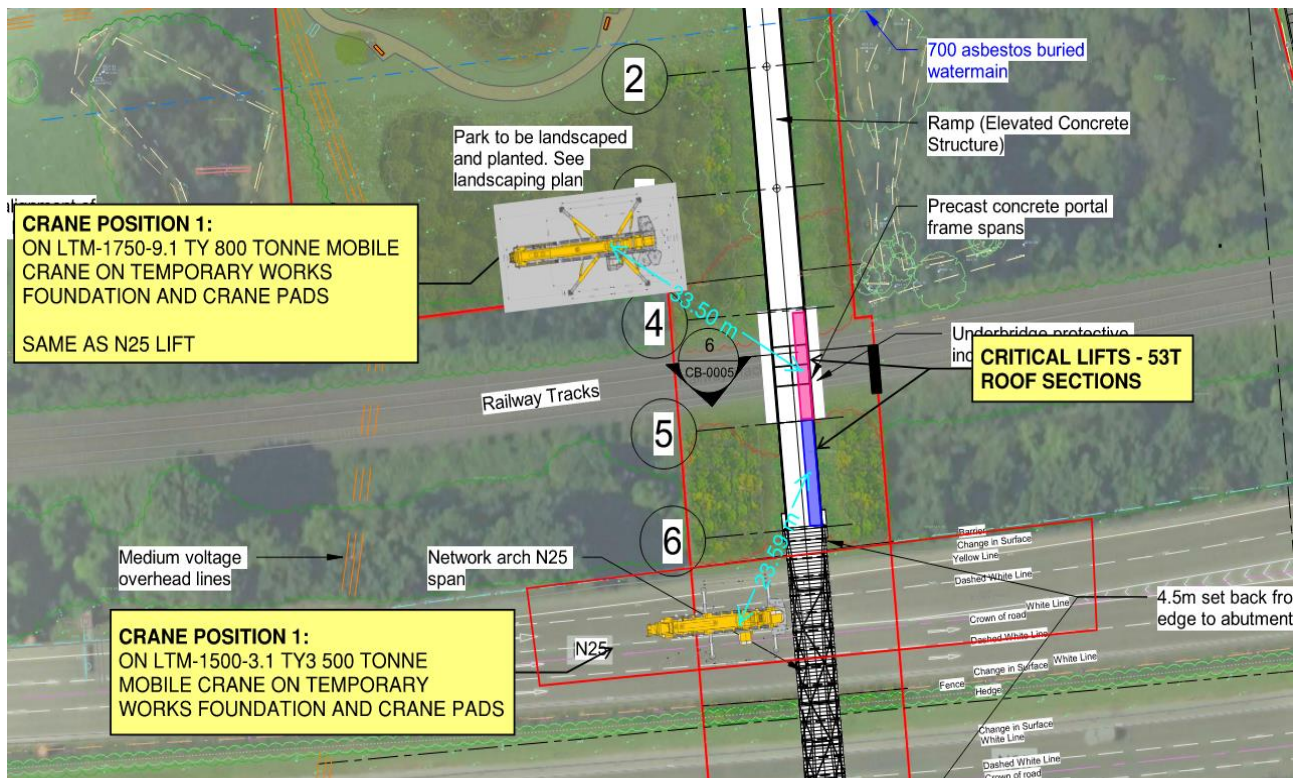 700 asbestos buried
watermain
2
Ramp (Elevated Concrete
Structure)
Park to be landscaped
and planted. See
landscaping plan
Precast concrete portal
frame spans
CRANE POSITION 1:
ON LTM-1750-9.1 TY 800 TONNE MOBILE
CRANE ON TEMPORARY WORKS
FOUNDATION AND CRANE PADS
SAME AS N25 LIFT
33.50 m
4
6
CB-0005
Underbridge protective
CRITICAL LIFTS - 53T
ROOF SECTIONS
Railway Tracks
5
6
23.59 m
Medium voltage
overhead lines
Network arch N25
span
Barrier
Change in Surface
Yellow Line
Dashed White Line
4.5m set back
edge to abutment
White Line
Crown of road
Dashed White Line
N25
CRANE POSITION 1:
ON LTM-1500-3.1 TY3 500 TONNE
MOBILE CRANE ON TEMPORARY
WORKS FOUNDATION AND CRANE PADS
Change in Surface White Line
Fence
Hedge
Change in Surface
White Line
Dashed White Line
Crown of road